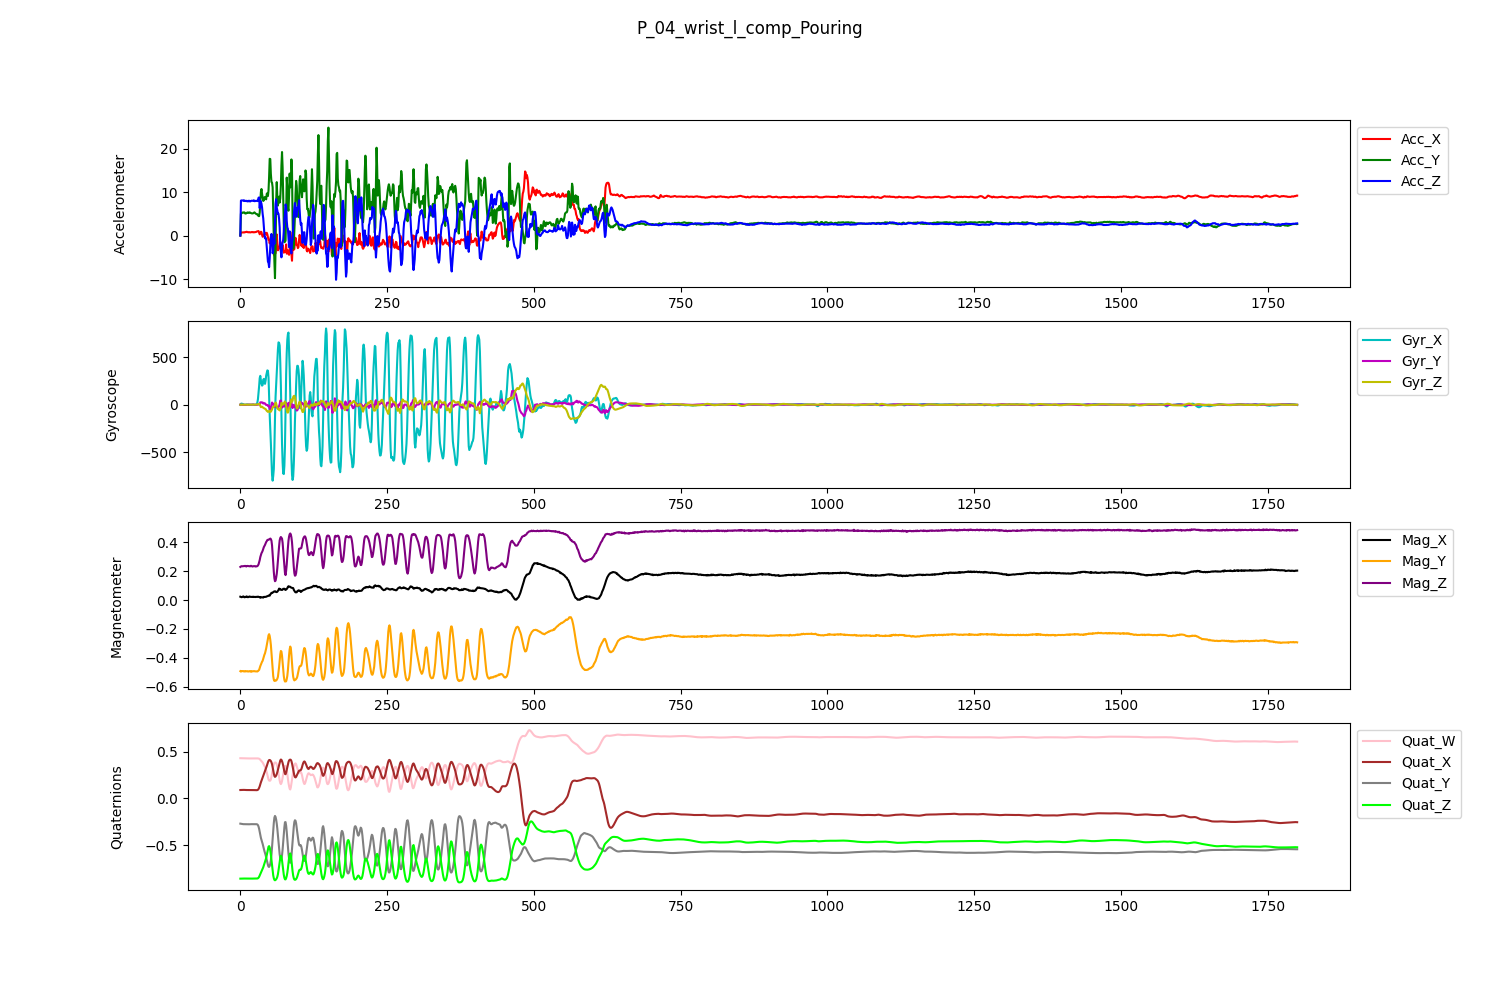 P_04_wrist_l_comp_Pouring
Accelerometer
20
10
0
−10
0 250 500 750 1000 1250 1500 1750
Acc_X
Acc_Y
Acc_Z
Gyroscope
500
0
−500
0 250 500 750 1000 1250 1500 1750
Gyr_X
Gyr_Y
Gyr_Z
Magnetometer
0.4
0.2
0.0
−0.2
−0.4
−0.6
0 250 500 750 1000 1250 1500 1750
Mag_X
Mag_Y
Mag_Z
Quaternions
0.5
0.0
−0.5
0 250 500 750 1000 1250 1500 1750
Quat_W
Quat_X
Quat_Y
Quat_Z